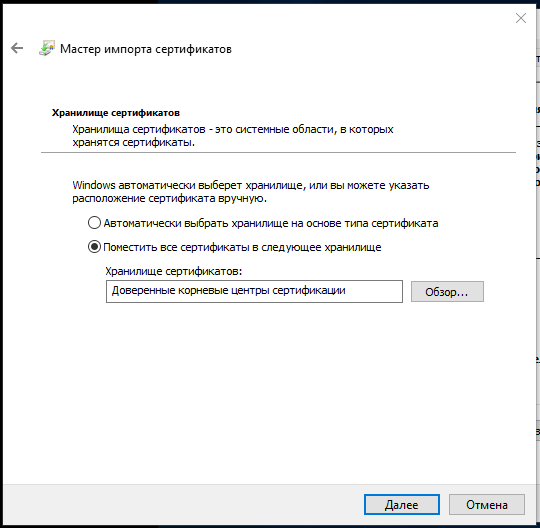 Мастер импорта сертификатов
Хранилище сертификатов
Хранилища сертификатов - это системные области, в которых
хранятся сертификаты.
Windows автоматически выберет хранилище, или вы можете указать
расположение сертификата вручную.
Автоматически выбрать хранилище на основе типа сертификата
Поместить все сертификаты в следующее хранилище
Хранилище сертификатов:
Доверенные корневые центры сертификации
Обзор...
Далее
Отмена